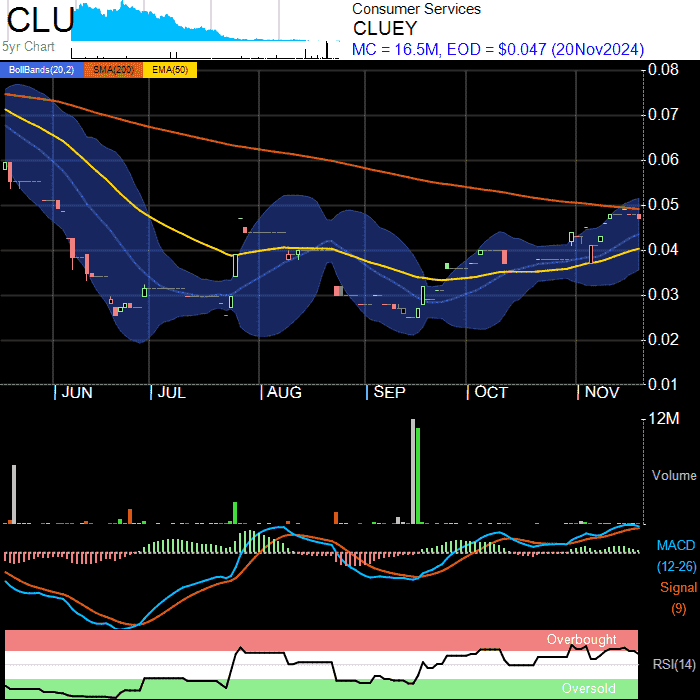 CLU
5yr Chart
Consumer Services
CLUEY
MC = 16.5M, EOD = $0.047 (20Nov2024)
BollBands(20,2) SMA(200) EMA(50)
0.08
0.07
0.06
0.05
0.04
0.03
0.02
0.01
JUN JUL AUG SEP OCT NOV
12M
Volume
MACD
(12-26)
Signal
(9)
Overbought
RSI(14)
Oversold